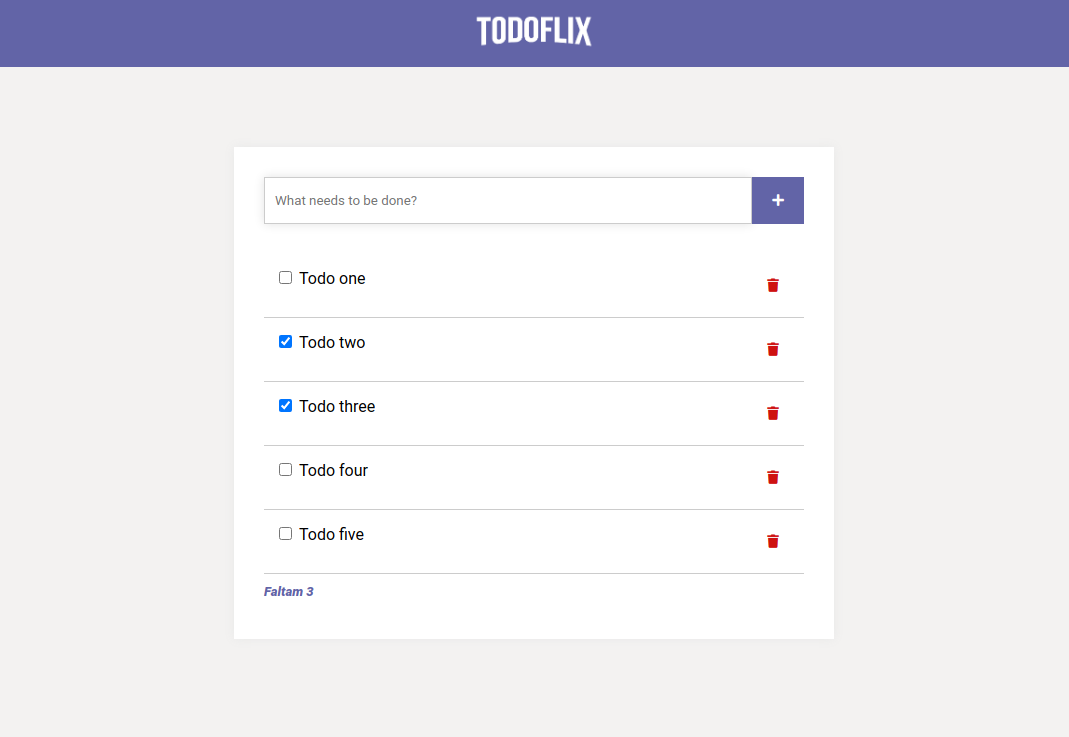 TODOFLIX
What needs to be done?
+
Todo one
Todo two
Todo three
Todo four
Todo five
Faltam 3